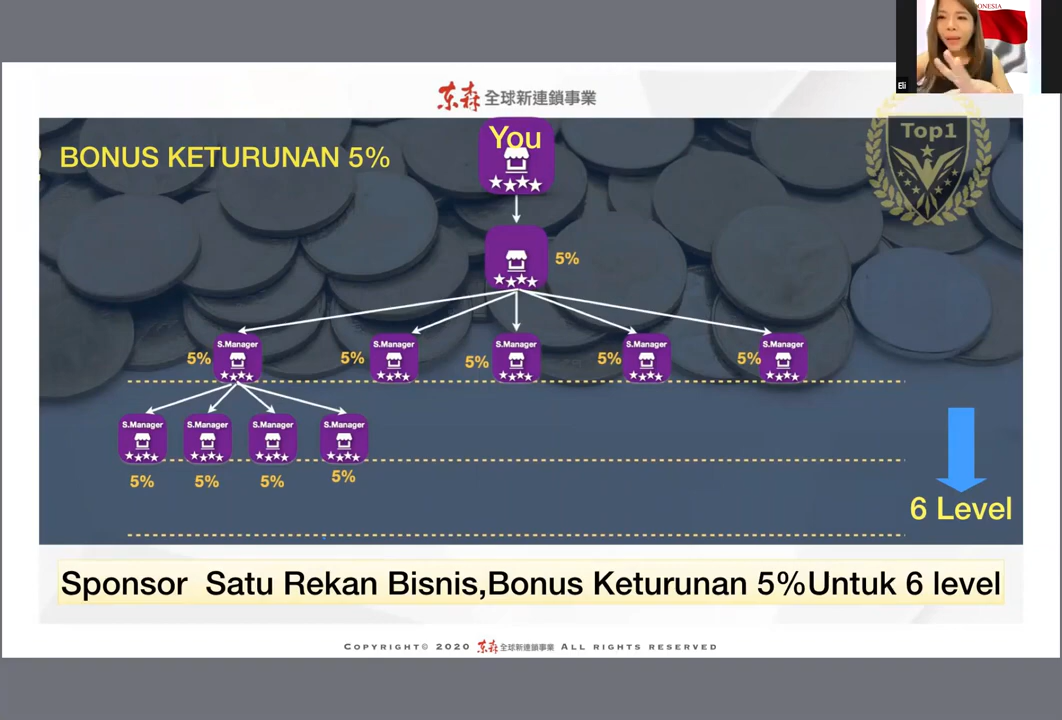 ONESIA
Eli
东森 全球新連鎖事業
Top1
You
BONUS KETURUNAN 5%
5%
S.Manager S.Manager S.Manager S.Manager S.Manager
5% 5% 5% 5% 5%
S.Manager S.Manager S.Manager S.Manager
5% 5% 5% 5%
6 Level
Sponsor Satu Rekan Bisnis,Bonus Keturunan 5%Untuk 6 level
COPYRIGHT© 2020 东森全球新連鎖事業 ALL RIGHTS RESERVED